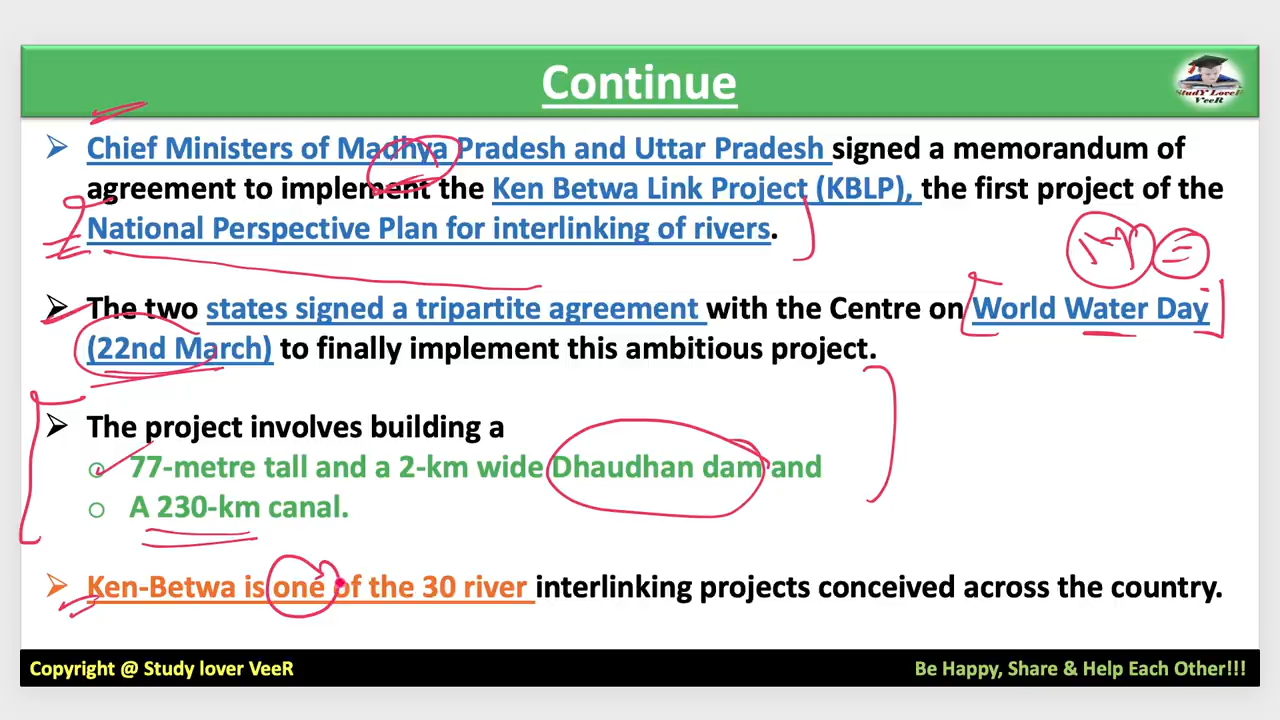 Continue
StudY LoveR
VeeR
➢ Chief Ministers of Madhya Pradesh and Uttar Pradesh signed a memorandum of
agreement to implement the Ken Betwa Link Project (KBLP), the first project of the
National Perspective Plan for interlinking of rivers.
➢ The two states signed a tripartite agreement with the Centre on World Water Day
(22nd March) to finally implement this ambitious project.
➢ The project involves building a
o 77-metre tall and a 2-km wide Dhaudhan dam and
o A 230-km canal.
➢ Ken-Betwa is one of the 30 river interlinking projects conceived across the country.
Copyright @ Study lover VeeR
Be Happy, Share & Help Each Other!!!